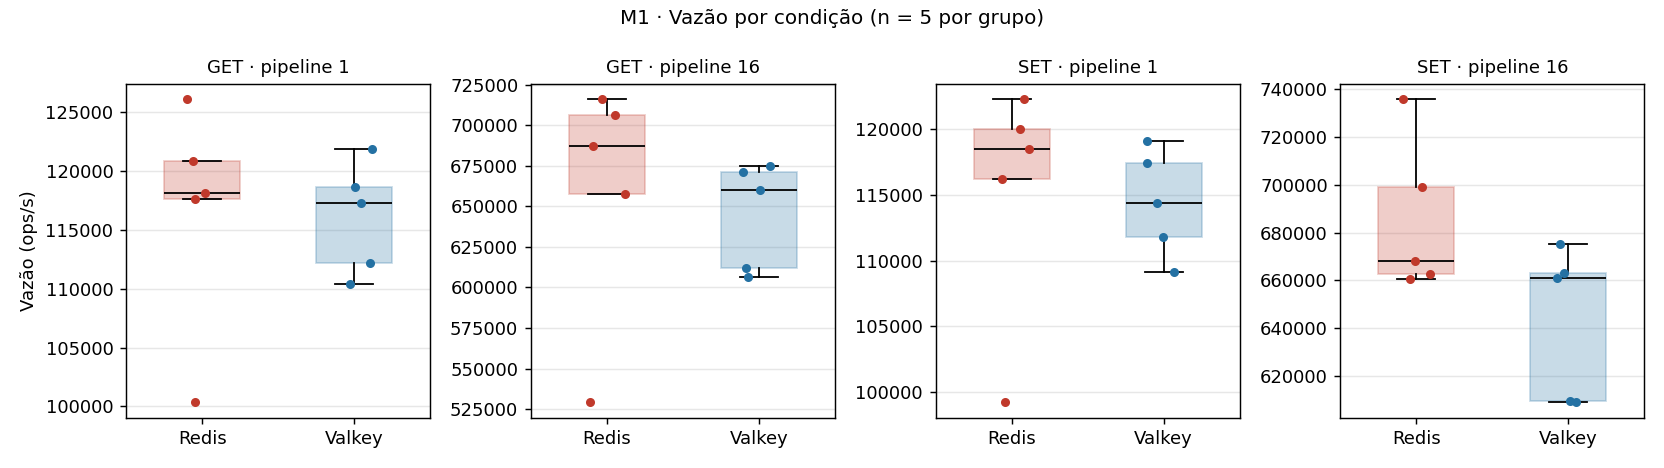 M1 · Vazão por condição (n = 5 por grupo)
GET · pipeline 1
Vazão (ops/s)
125000
120000
115000
110000
105000
100000
Redis
Valkey
GET · pipeline 16
725000
700000
675000
650000
625000
600000
575000
550000
525000
Redis
Valkey
SET · pipeline 1
120000
115000
110000
105000
100000
Redis
Valkey
SET · pipeline 16
740000
720000
700000
680000
660000
640000
620000
Redis
Valkey